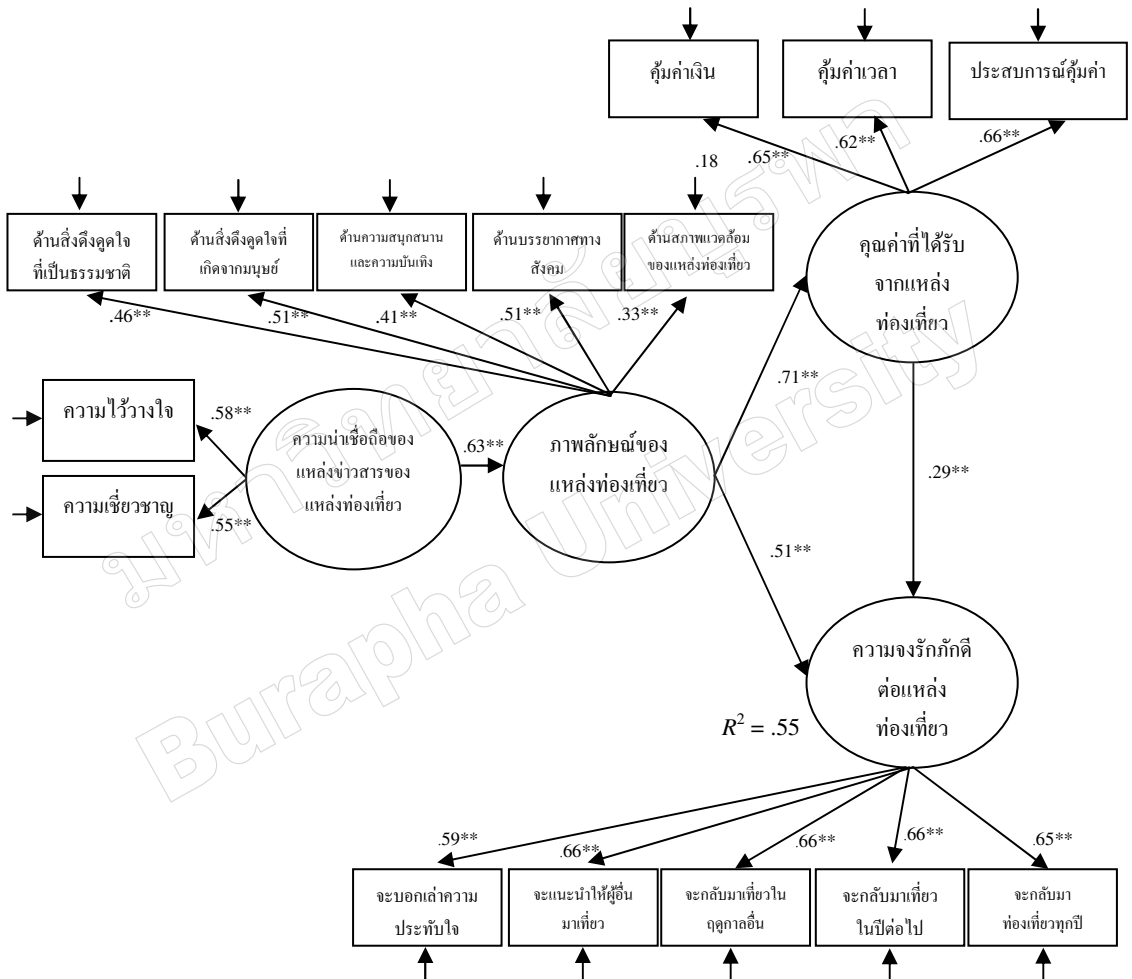 คุ้มค่าเงิน
คุ้มค่าเวลา
ประสบการณ์คุ้มค่า
.18
.65**
.62**
.66**
ด้านสิ่งดึงดูดใจ
ที่เป็นธรรมชาติ
ด้านสิ่งดึงดูดใจที่
เกิดจากมนุษย์
ด้านความสนุกสนาน
และความบันเทิง
ด้านบรรยากาศทาง
สังคม
ด้านสภาพแวดล้อม
ของแหล่งท่องเที่ยว
คุณค่าที่ได้รับ
จากแหล่ง
ท่องเที่ยว
.46**
.51**
.41**
.51**
.33**
.71**
ความไว้วางใจ
.58**
ความเชี่ยวชาญ
.55**
ความน่าเชื่อถือของ
แหล่งข่าวสารของ
แหล่งท่องเที่ยว
.63**
ภาพลักษณ์ของ
แหล่งท่องเที่ยว
.29**
.51**
ความจงรักภักดี
ต่อแหล่ง
ท่องเที่ยว
R² = .55
.59**
.66**
.66**
.66**
.65**
จะบอกเล่าความ
ประทับใจ
จะแนะนำให้ผู้อื่น
มาเที่ยว
จะกลับมาเที่ยวใน
ฤดูกาลอื่น
จะกลับมาเที่ยว
ในปีต่อไป
จะกลับมา
ท่องเที่ยวทุกปี
มหาวิทยาลัยบูรพา
Burapha University